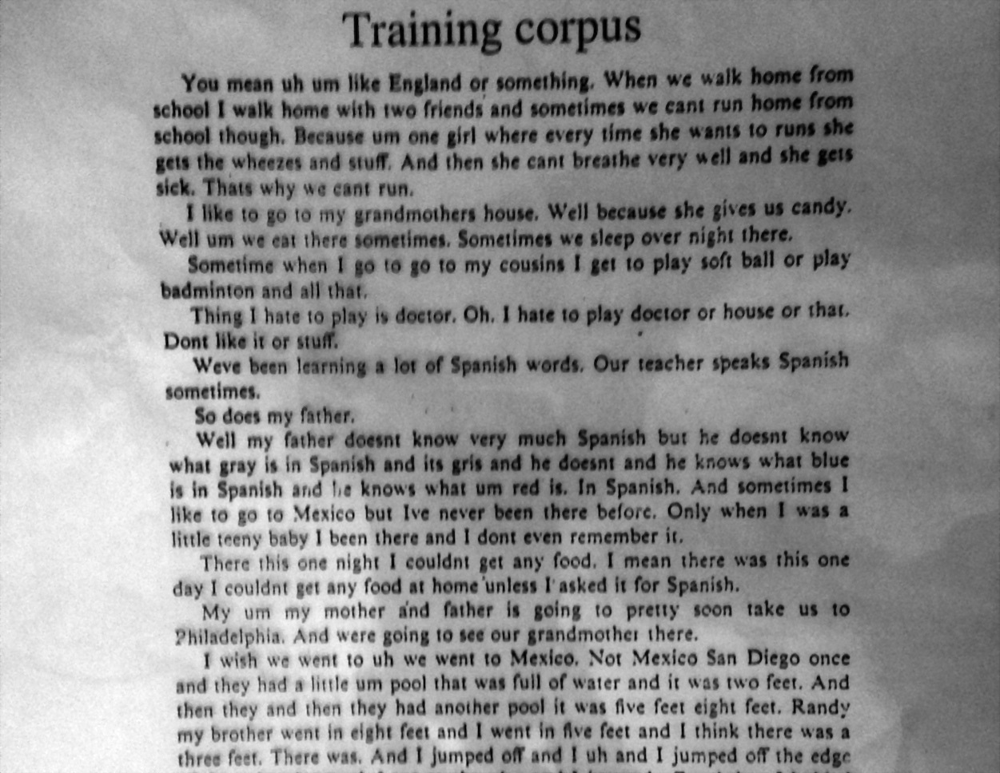 Training corpus
You mean uh um like England or something. When we walk home from
school I walk home with two friends and sometimes we cant run home from
school though. Because um one girl where every time she wants to runs she
gets the wheezes and stuff. And then she cant breathe very well and she gets
sick. Thats why we cant run.
I like to go to my grandmothers house. Well because she gives us candy.
Well um we eat there sometimes. Sometimes we sleep over night there.
Sometime when I go to go to my cousins I get to play soft ball or play
badminton and all that.
Thing I hate to play is doctor. Oh. I hate to play doctor or house or that.
Dont like it or stuff.
Weve been learning a lot of Spanish words. Our teacher speaks Spanish
sometimes.
So does my father.
Well my father doesnt know very much Spanish but he doesnt know
what gray is in Spanish and its gris and he doesnt and he knows what blue
is in Spanish and he knows what um red is. In Spanish. And sometimes I
like to go to Mexico but Ive never been there before. Only when I was a
little teeny baby I been there and I dont even remember it.
There this one night I couldnt get any food. I mean there was this one
day I couldnt get any food at home unless I asked it for Spanish.
My um my mother and father is going to pretty soon take us to
Philadelphia. And were going to see our grandmother there.
I wish we went to uh we went to Mexico. Not Mexico San Diego once
and they had a little um pool that was full of water and it was two feet. And
then they and then they had another pool it was five feet eight feet. Randy
my brother went in eight feet and I went in five feet and I think there was a
three feet. There was. And I jumped off and I uh and I jumped off the edge